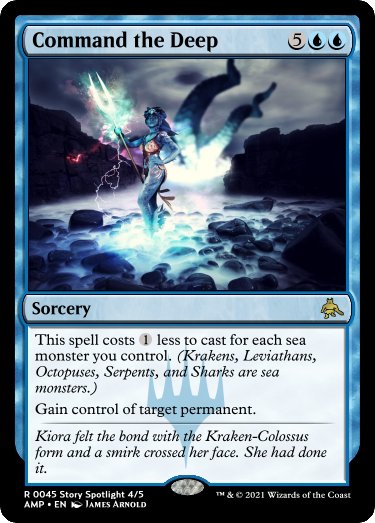 Command the Deep 5
Sorcery
This spell costs 1 less to cast for each sea
monster you control. (Krakens, Leviathans,
Octopuses, Serpents, and Sharks are sea
monsters.)
Gain control of target permanent.
Kiora felt the bond with the Kraken-Colossus
form and a smirk crossed her face. She had done
it.
R 0045 Story Spotlight 4/5
AMP • EN James Arnold
™ & © 2021 Wizards of the Coast